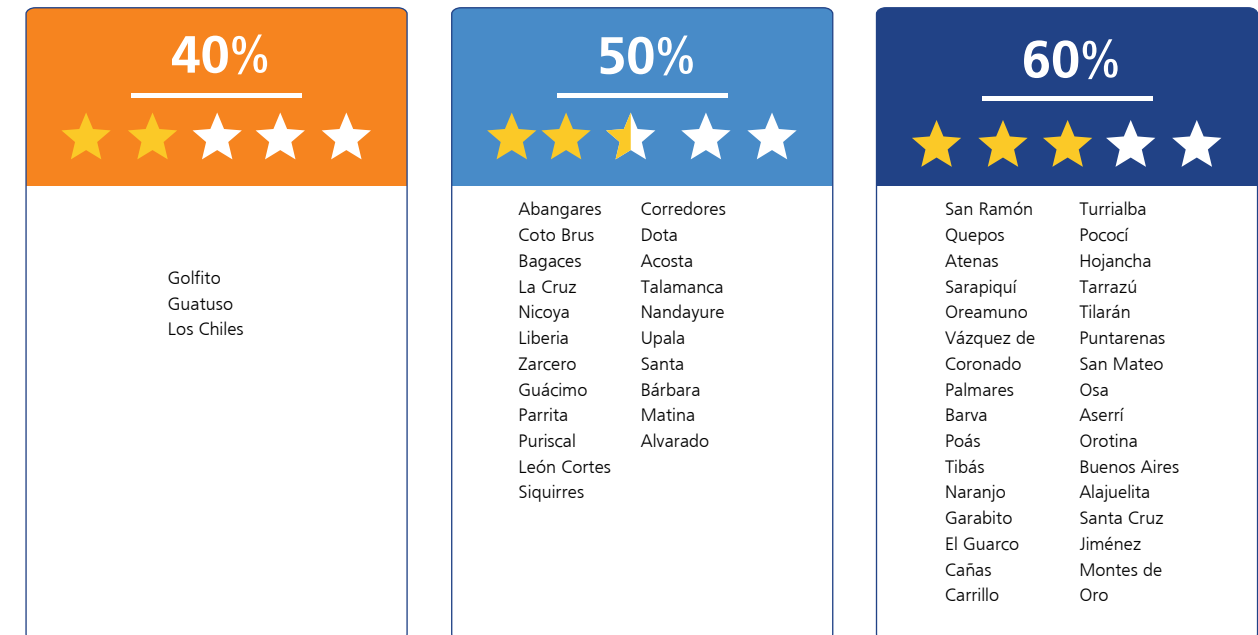 40%
Golfito
Guatuso
Los Chiles
50%
Abangares
Coto Brus
Bagaces
La Cruz
Nicoya
Liberia
Zarcero
Guácimo
Parrita
Puriscal
León Cortes
Siquirres
Corredores
Dota
Acosta
Talamanca
Nandayure
Upala
Santa
Bárbara
Matina
Alvarado
60%
San Ramón
Quepos
Atenas
Sarapiquí
Oreamuno
Vázquez de
Coronado
Palmares
Barva
Poás
Tibás
Naranjo
Garabito
El Guarco
Cañas
Carrillo
Turrialba
Pococí
Hojancha
Tarrazú
Tilarán
Puntarenas
San Mateo
Osa
Aserrí
Orotina
Buenos Aires
Alajuelita
Santa Cruz
Jiménez
Montes de
Oro